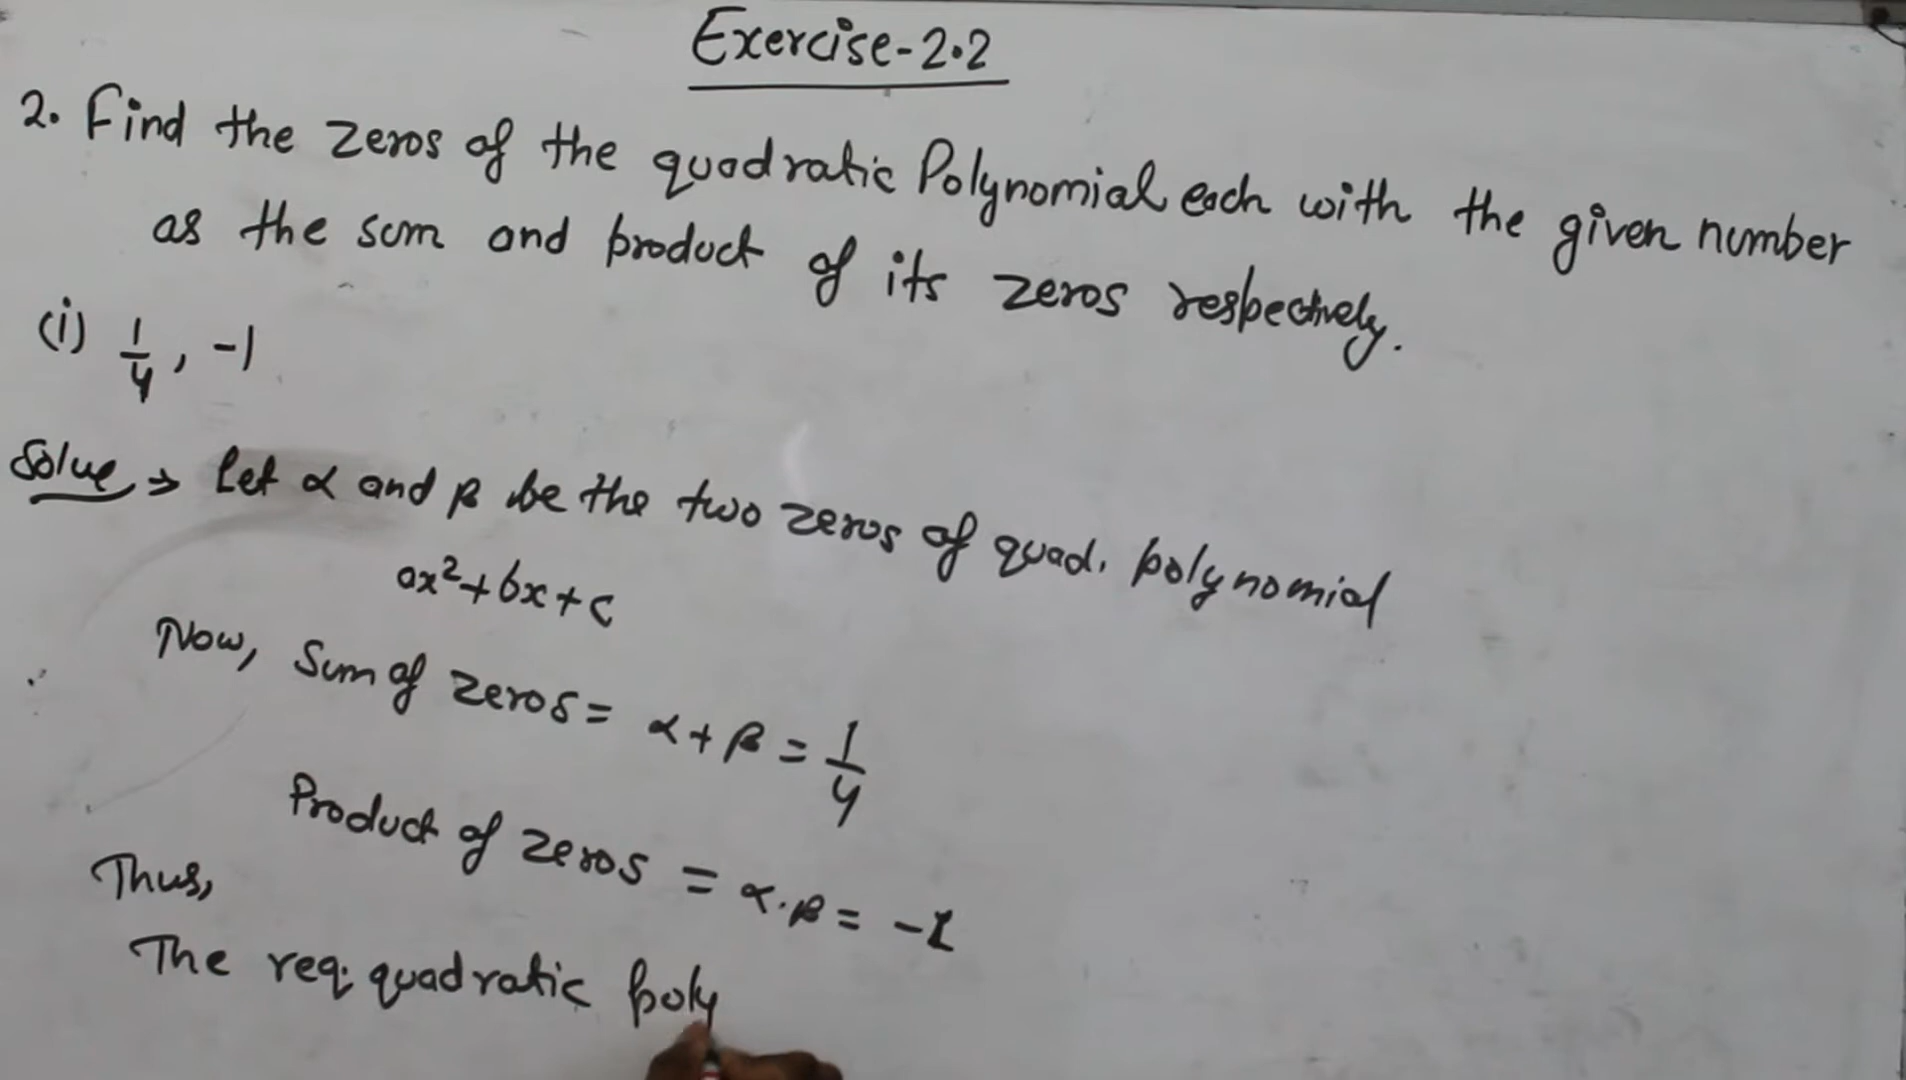 Exercise-2.2
2. Find the zeros of the quadratic Polynomial each with the given number
as the sum and product of its zeros respectively.
(i) 1/4, -1
Solve → Let α and β be the two zeros of quad. polynomial
ax²+bx+c
Now, Sum of zeros = α+β = 1/4
Product of zeros = α.β = -1
Thus,
The req. quadratic poly